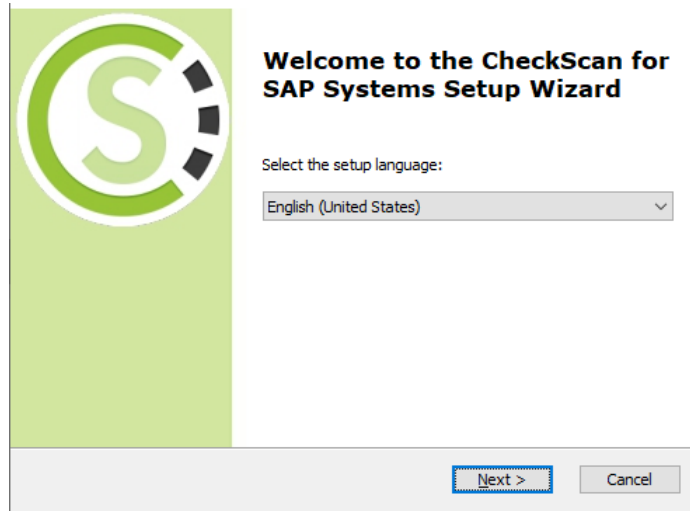 Welcome to the CheckScan for
SAP Systems Setup Wizard
Select the setup language:
English (United States)
Next >
Cancel